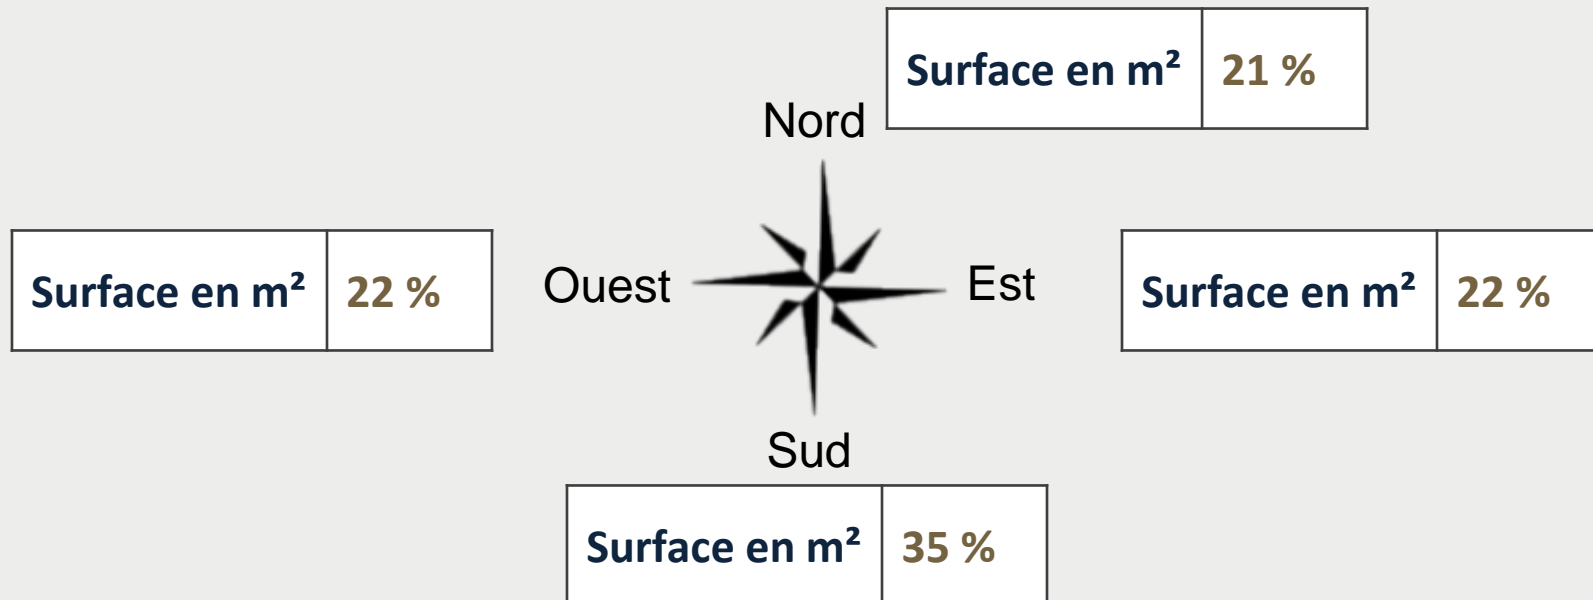 Surface en m² 21 %
Nord
Surface en m² 22 %
Ouest
Est
Surface en m² 22 %
Sud
Surface en m² 35 %